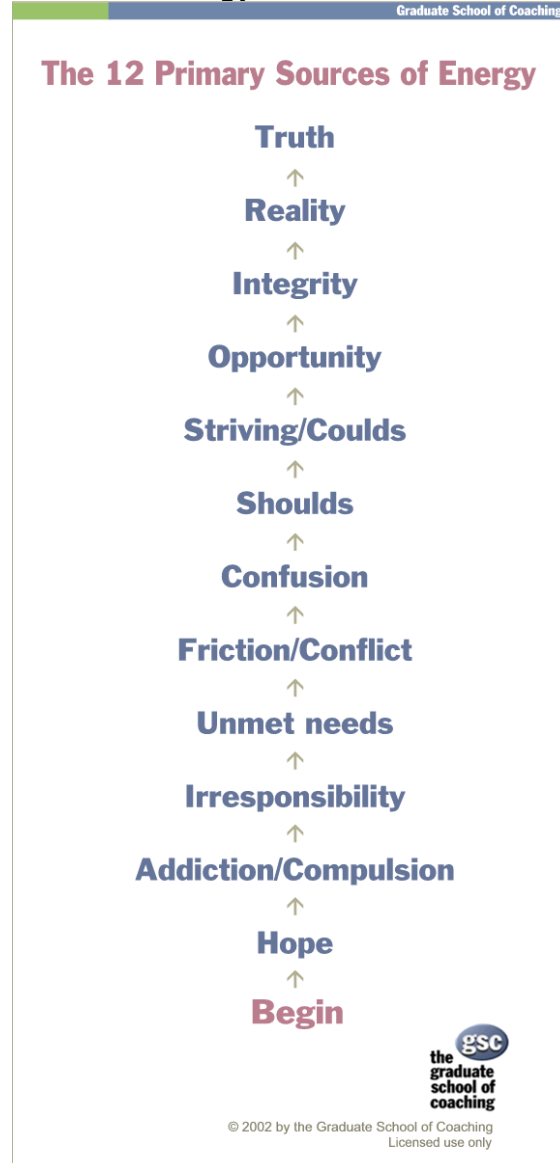 Graduate School of Coaching
The 12 Primary Sources of Energy
Truth
↑
Reality
↑
Integrity
↑
Opportunity
↑
Striving/Coulds
↑
Shoulds
↑
Confusion
↑
Friction/Conflict
↑
Unmet needs
↑
Irresponsibility
↑
Addiction/Compulsion
↑
Hope
↑
Begin
gsc
the
graduate
school of
coaching
© 2002 by the Graduate School of Coaching
Licensed use only